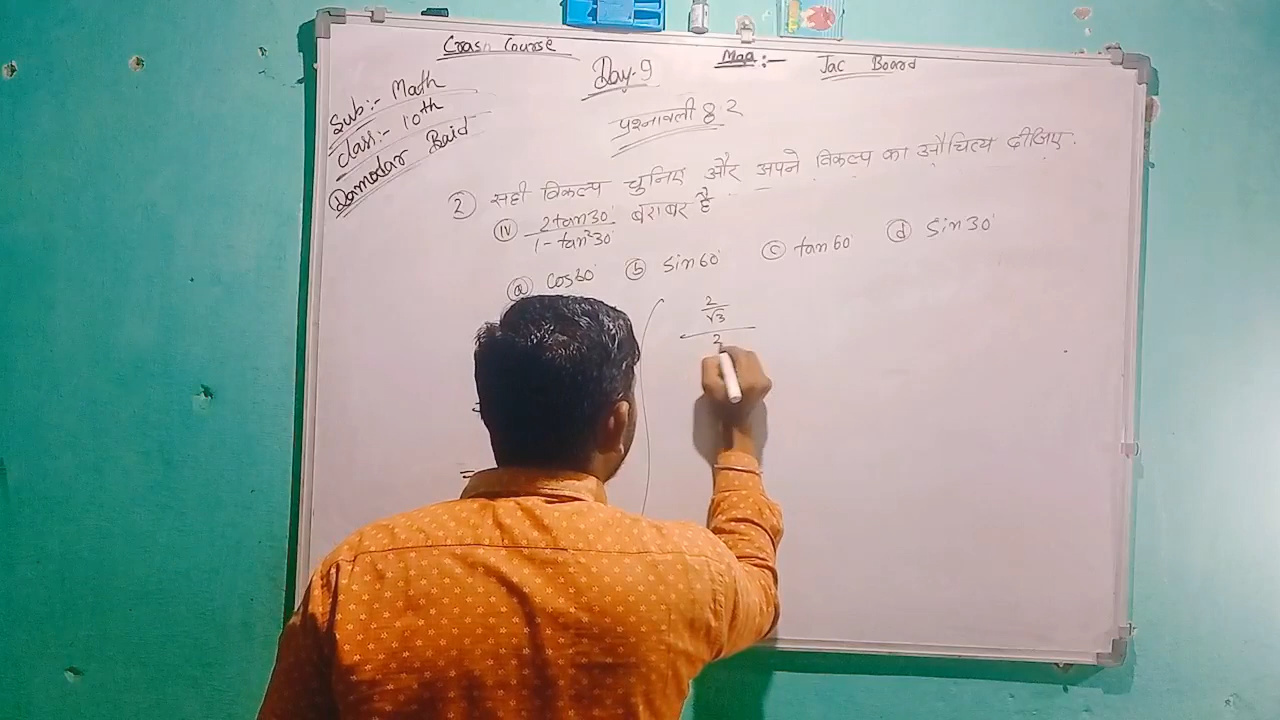 Crash Course
Day-9
Maa:-
Jac Board
Sub:- Math
Class:- 10th
Damodar Baid
प्रश्नावली 8.2
2) सही विकल्प चुनिए और अपने विकल्प का औचित्य दीजिए.
(iv) 2tan30° / 1-tan²30° बराबर है
(a) cos60° (b) sin60° (c) tan60° (d) sin30°
2/√3
2
=
=